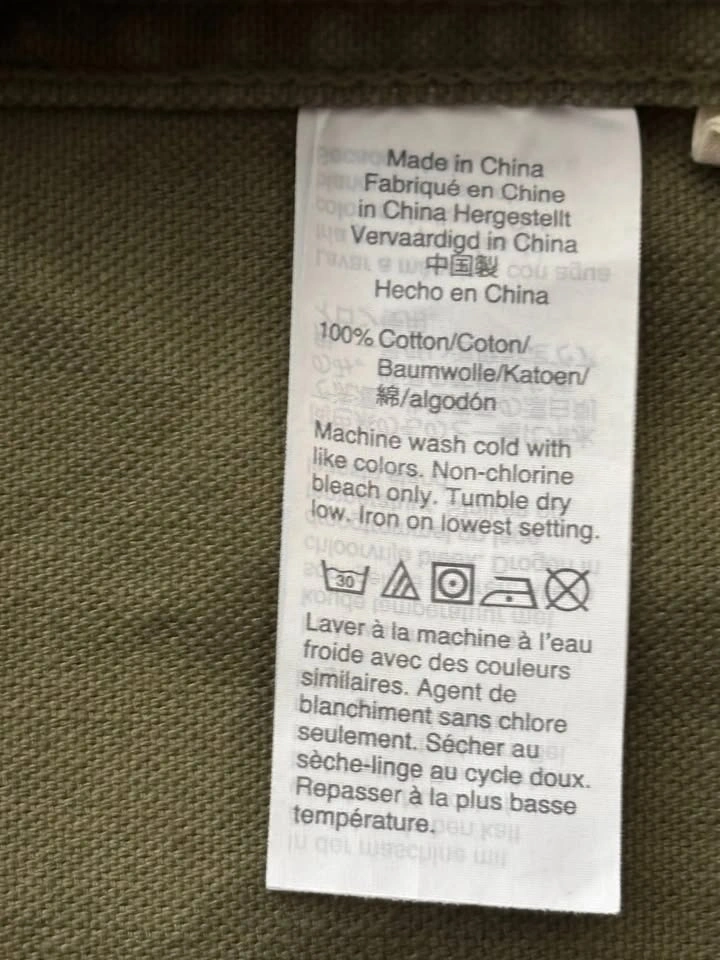 Made in China
Fabriqué en Chine
in China Hergestellt
Vervaardigd in China
中国製
Hecho en China
100% Cotton/Coton/
Baumwolle/Katoen/
綿/algodón
Machine wash cold with
like colors. Non-chlorine
bleach only. Tumble dry
low. Iron on lowest setting.
30
Laver à la machine à l'eau
froide avec des couleurs
similaires. Agent de
blanchiment sans chlore
seulement. Sécher au
sèche-linge au cycle doux.
Repasser à la plus basse
température.